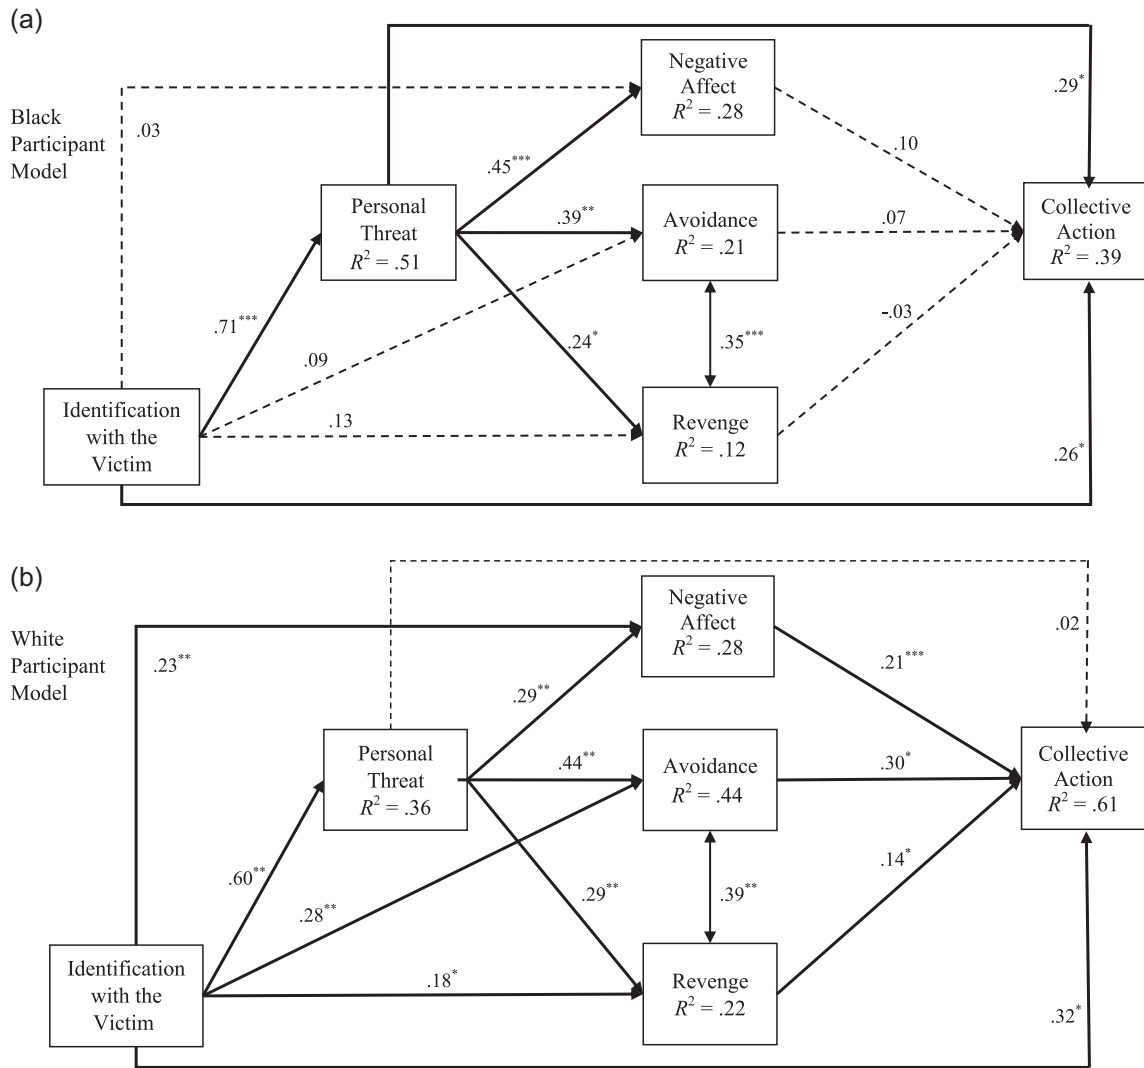 (a)
Black
Participant
Model
.03
Negative
Affect
R² = .28
.29*
.45***
.10
Personal
Threat
R² = .51
.39**
Avoidance
R² = .21
.07
Collective
Action
R² = .39
.71***
.09
.24*
.35***
-.03
Identification
with the
Victim
.13
Revenge
R² = .12
.26*
(b)
White
Participant
Model
.23**
Negative
Affect
R² = .28
.02
.29**
.21***
Personal
Threat
R² = .36
.44**
Avoidance
R² = .44
.30*
Collective
Action
R² = .61
.60**
.28**
.29**
.39**
.14*
Identification
with the
Victim
.18*
Revenge
R² = .22
.32*